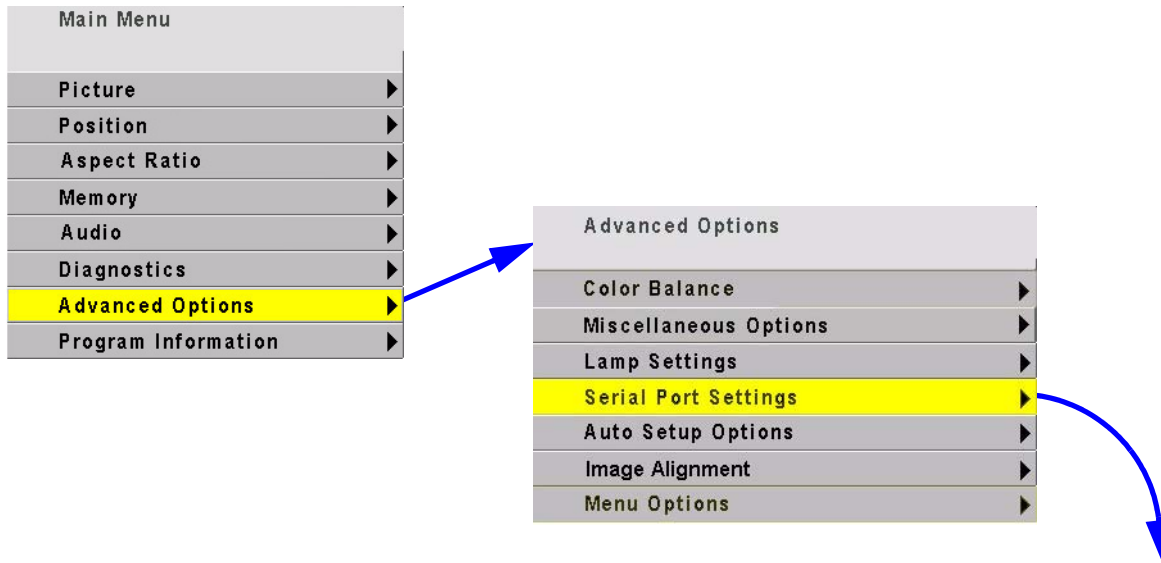 Main Menu
Picture
Position
Aspect Ratio
Memory
Audio
Diagnostics
Advanced Options
Program Information
Advanced Options
Color Balance
Miscellaneous Options
Lamp Settings
Serial Port Settings
Auto Setup Options
Image Alignment
Menu Options